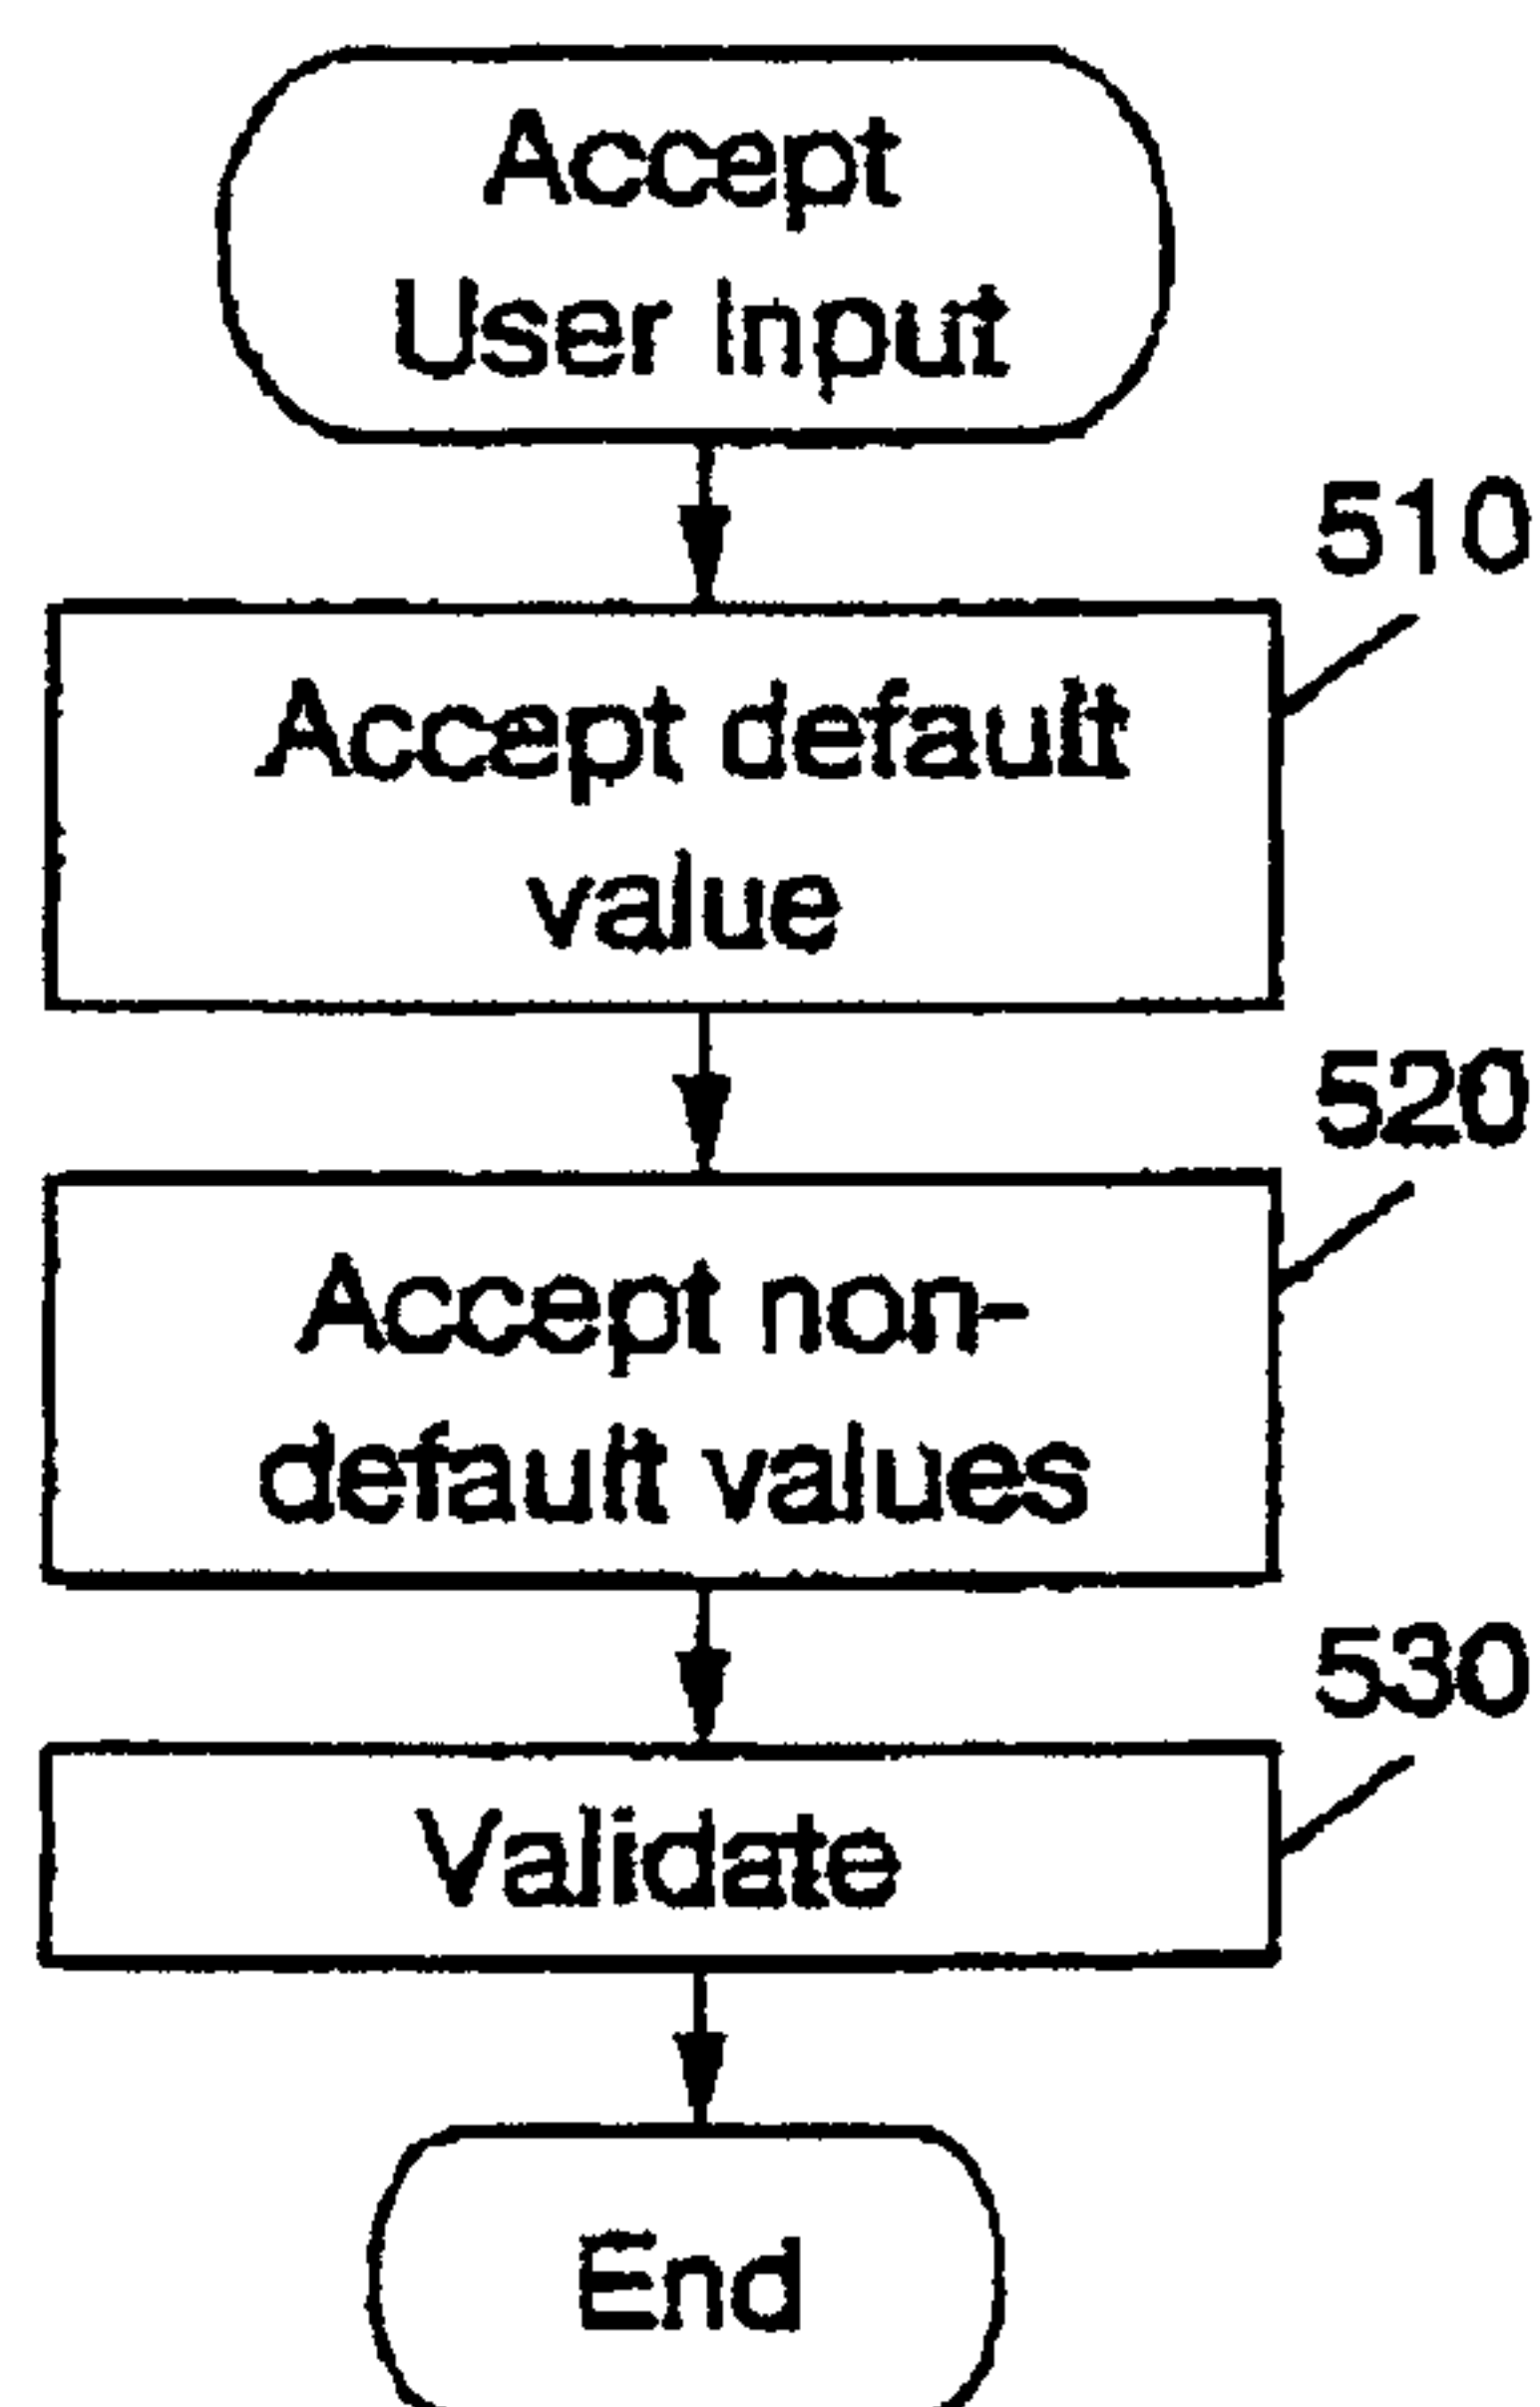 Accept
User Input
510
Accept default
value
520
Accept non-
default values
530
Validate
End